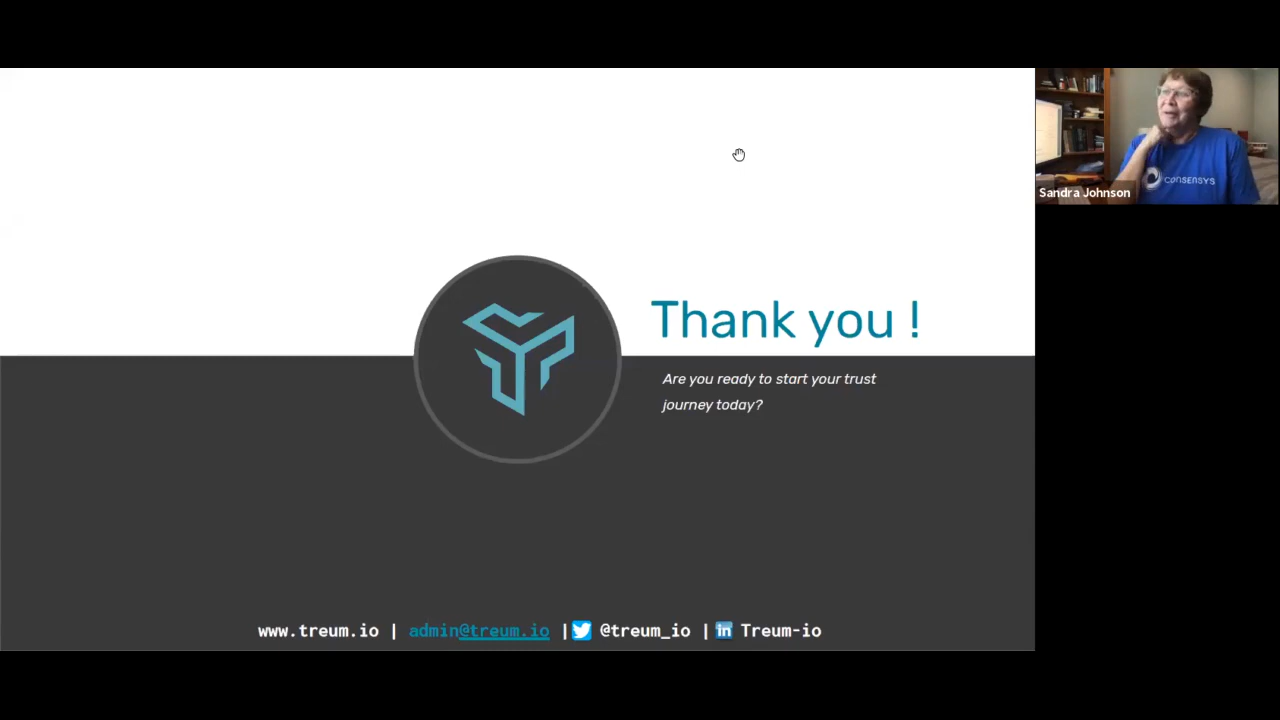 Thank you !
Are you ready to start your trust
journey today?
www.treum.io | admin@treum.io | @treum_io | in Treum-io
CONSENSYS
Sandra Johnson